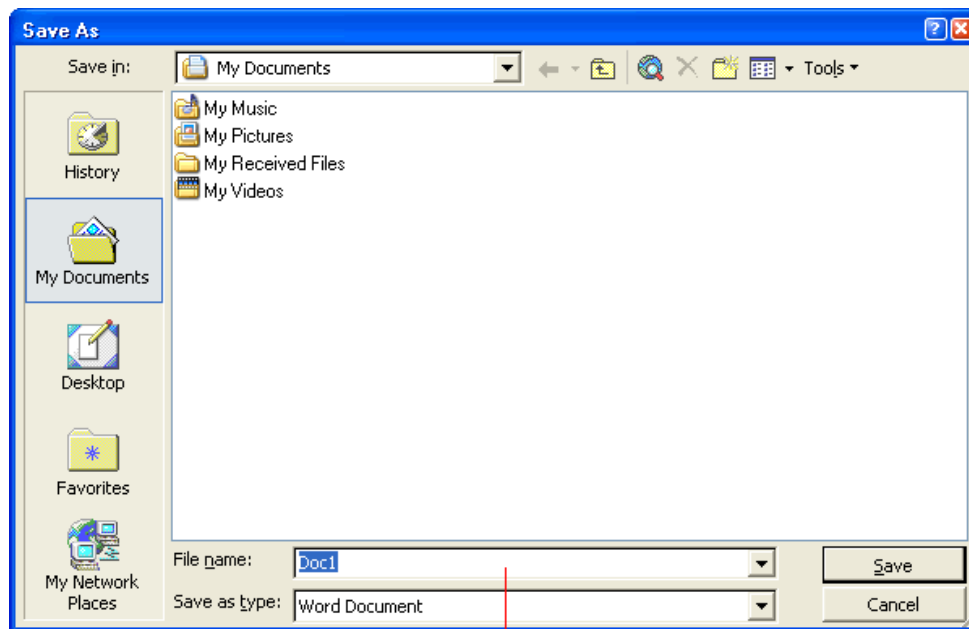 Save As
Save in:
My Documents
Tools
My Music
My Pictures
My Received Files
My Videos
History
My Documents
Desktop
Favorites
My Network
Places
File name:
Doc1
Save
Save as type:
Word Document
Cancel